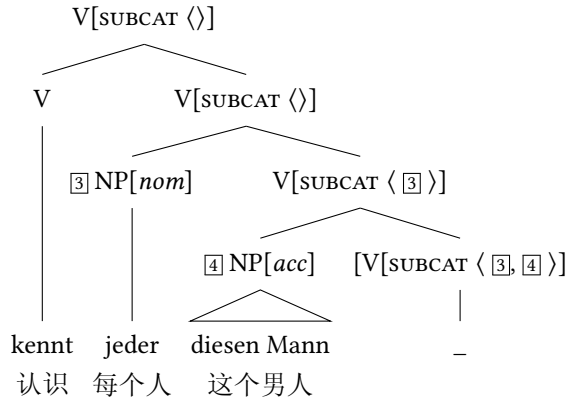 V[SUBCAT ⟨⟩]
V V[SUBCAT ⟨⟩]
3 NP[nom] V[SUBCAT ⟨ 3 ⟩]
4 NP[acc] [V[SUBCAT ⟨ 3, 4 ⟩]
kennt jeder diesen Mann _
认识 每个人 这个男人